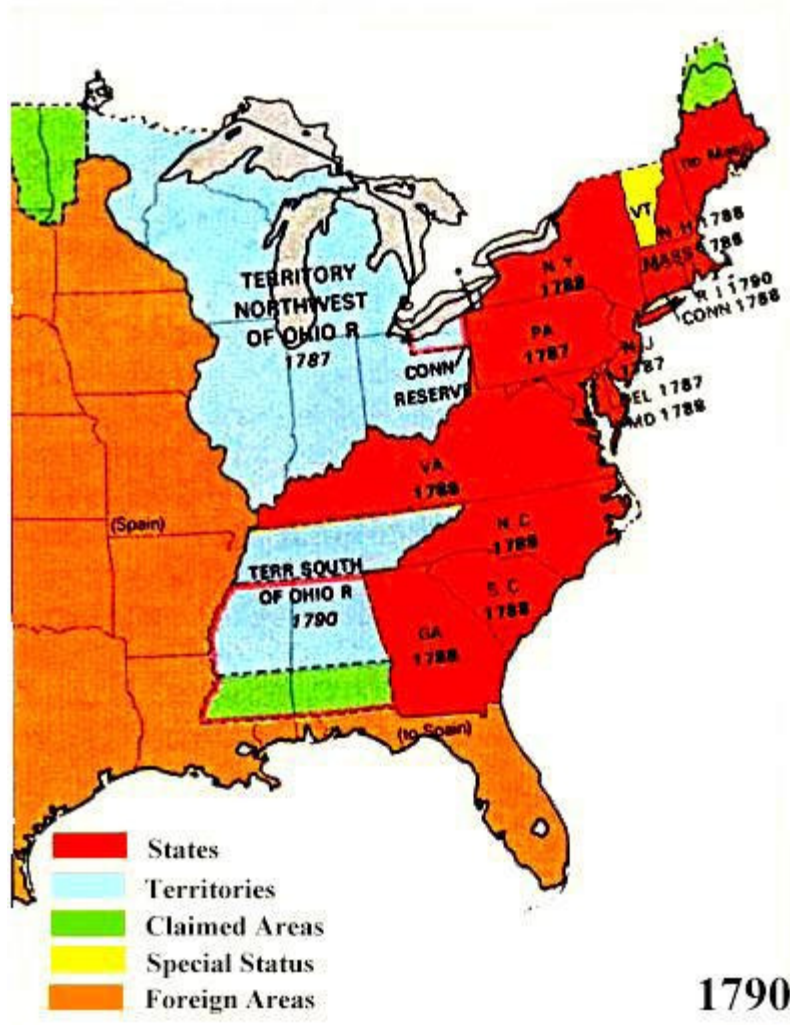 (to Mass)
VT
N H 1788
MASS 1788
R I 1790
CONN 1788
N Y
1788
TERRITORY
NORTHWEST
OF OHIO R
1787
PA
1787
N J
1787
CONN
RESERVE
DEL 1787
MD 1788
VA
1788
(Spain)
N C
1788
TERR SOUTH
OF OHIO R
1790
S C
1788
GA
1788
(to Spain)
States
Territories
Claimed Areas
Special Status
Foreign Areas
1790